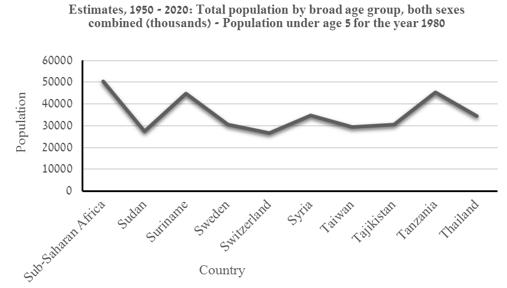 Estimates, 1950 - 2020: Total population by broad age group, both sexes
combined (thousands) - Population under age 5 for the year 1980
60000
50000
40000
30000
20000
10000
0
Population
Sub-Saharan Africa
Sudan
Suriname
Sweden
Switzerland
Syria
Taiwan
Tajikistan
Tanzania
Thailand
Country